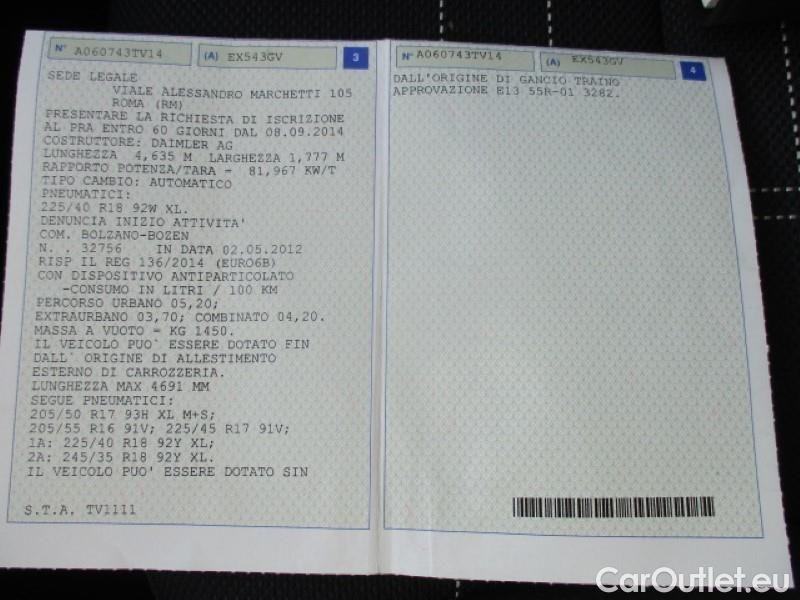 N° A060743TV14 (A) EX543GV 3
SEDE LEGALE
VIALE ALESSANDRO MARCHETTI 105
ROMA (RM)
PRESENTARE LA RICHIESTA DI ISCRIZIONE
AL PRA ENTRO 60 GIORNI DAL 08.09.2014
COSTRUTTORE: DAIMLER AG
LUNGHEZZA 4,635 M LARGHEZZA 1,777 M
RAPPORTO POTENZA/TARA = 81,967 KW/T
TIPO CAMBIO: AUTOMATICO
PNEUMATICI:
225/40 R18 92W XL.
DENUNCIA INIZIO ATTIVITA'
COM. BOLZANO-BOZEN
N. . 32756 IN DATA 02.05.2012
RISP IL REG 136/2014 (EURO6B)
CON DISPOSITIVO ANTIPARTICOLATO
-CONSUMO IN LITRI / 100 KM
PERCORSO URBANO 05,20;
EXTRAURBANO 03,70; COMBINATO 04,20.
MASSA A VUOTO = KG 1450.
IL VEICOLO PUO` ESSERE DOTATO FIN
DALL` ORIGINE DI ALLESTIMENTO
ESTERNO DI CARROZZERIA.
LUNGHEZZA MAX 4691 MM
SEGUE PNEUMATICI:
205/50 R17 93H XL M+S;
205/55 R16 91V; 225/45 R17 91V;
1A: 225/40 R18 92Y XL;
2A: 245/35 R18 92Y XL.
IL VEICOLO PUO' ESSERE DOTATO SIN
S.T.A. TV1111
N° A060743TV14 (A) EX543GV 4
DALL'ORIGINE DI GANCIO TRAINO
APPROVAZIONE E13 55R-01 3282.
CarOutlet.eu